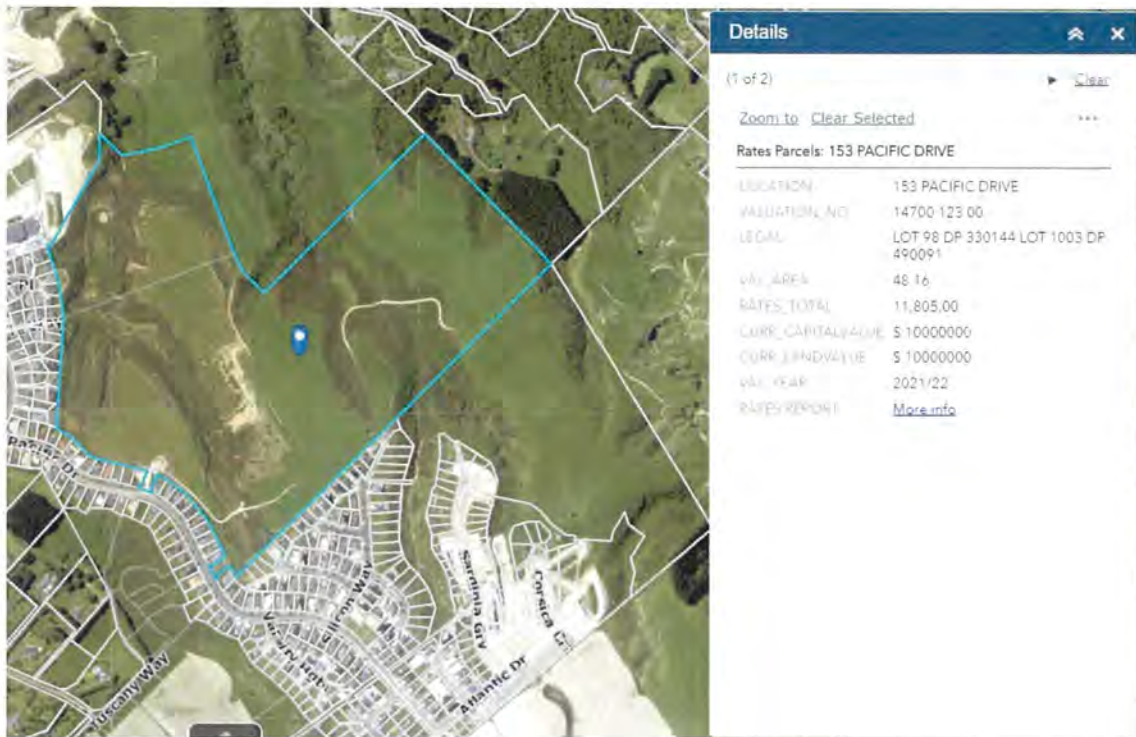 Details
(1 of 2)
Clear
Zoom to Clear Selected
...
Rates Parcels: 153 PACIFIC DRIVE
LOCATION 153 PACIFIC DRIVE
VALUATION_NO 14700 123 00
LEGAL LOT 98 DP 330144 LOT 1003 DP
490091
VAL_AREA 48.16
RATES_TOTAL 11,805.00
CURR_CAPITALVALUE $ 10000000
CURR_LANDVALUE $ 10000000
VAL_YEAR 2021/22
RATES REPORT More info
Pl
Pacific Dr
Sardinia Grv
Corsica
Atlantic Dr
Tuscany Way
Way